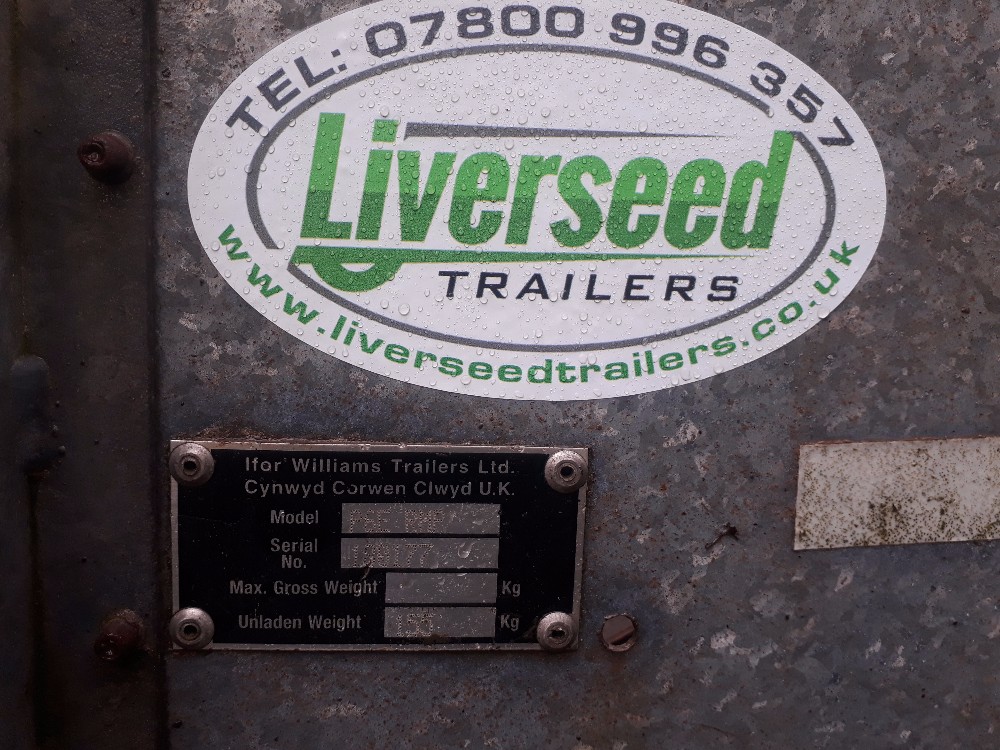 TEL: 07800 996 357
Liverseed
TRAILERS
www.liverseedtrailers.co.uk
Ifor Williams Trailers Ltd.
Cynwyd Corwen Clwyd U.K.
Model
Serial
No.
Max. Gross Weight Kg
Unladen Weight Kg